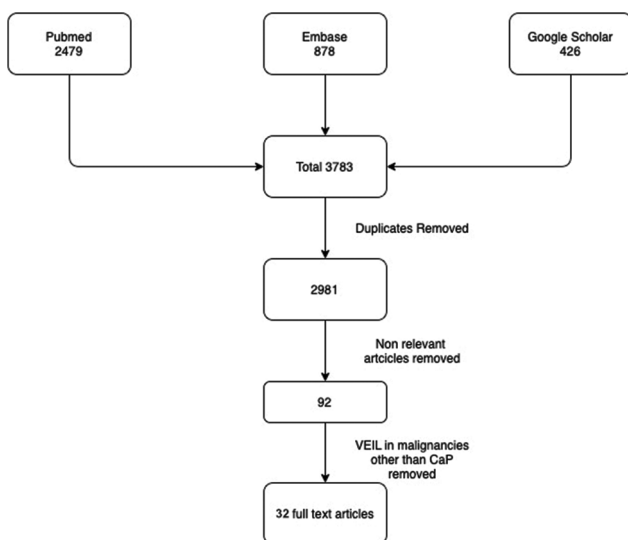 Pubmed
2479
Embase
878
Google Scholar
426
Total 3783
Duplicates Removed
2981
Non relevant
artcicles removed
92
VEIL in malignancies
other than CaP
removed
32 full text articles